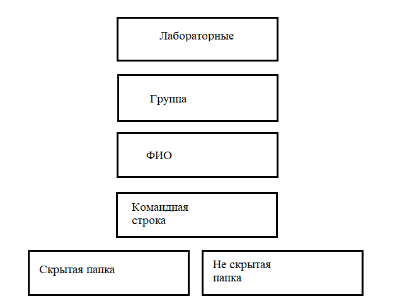 Лабораторные
Группа
ФИО
Командная
строка
Скрытая папка
Не скрытая
папка